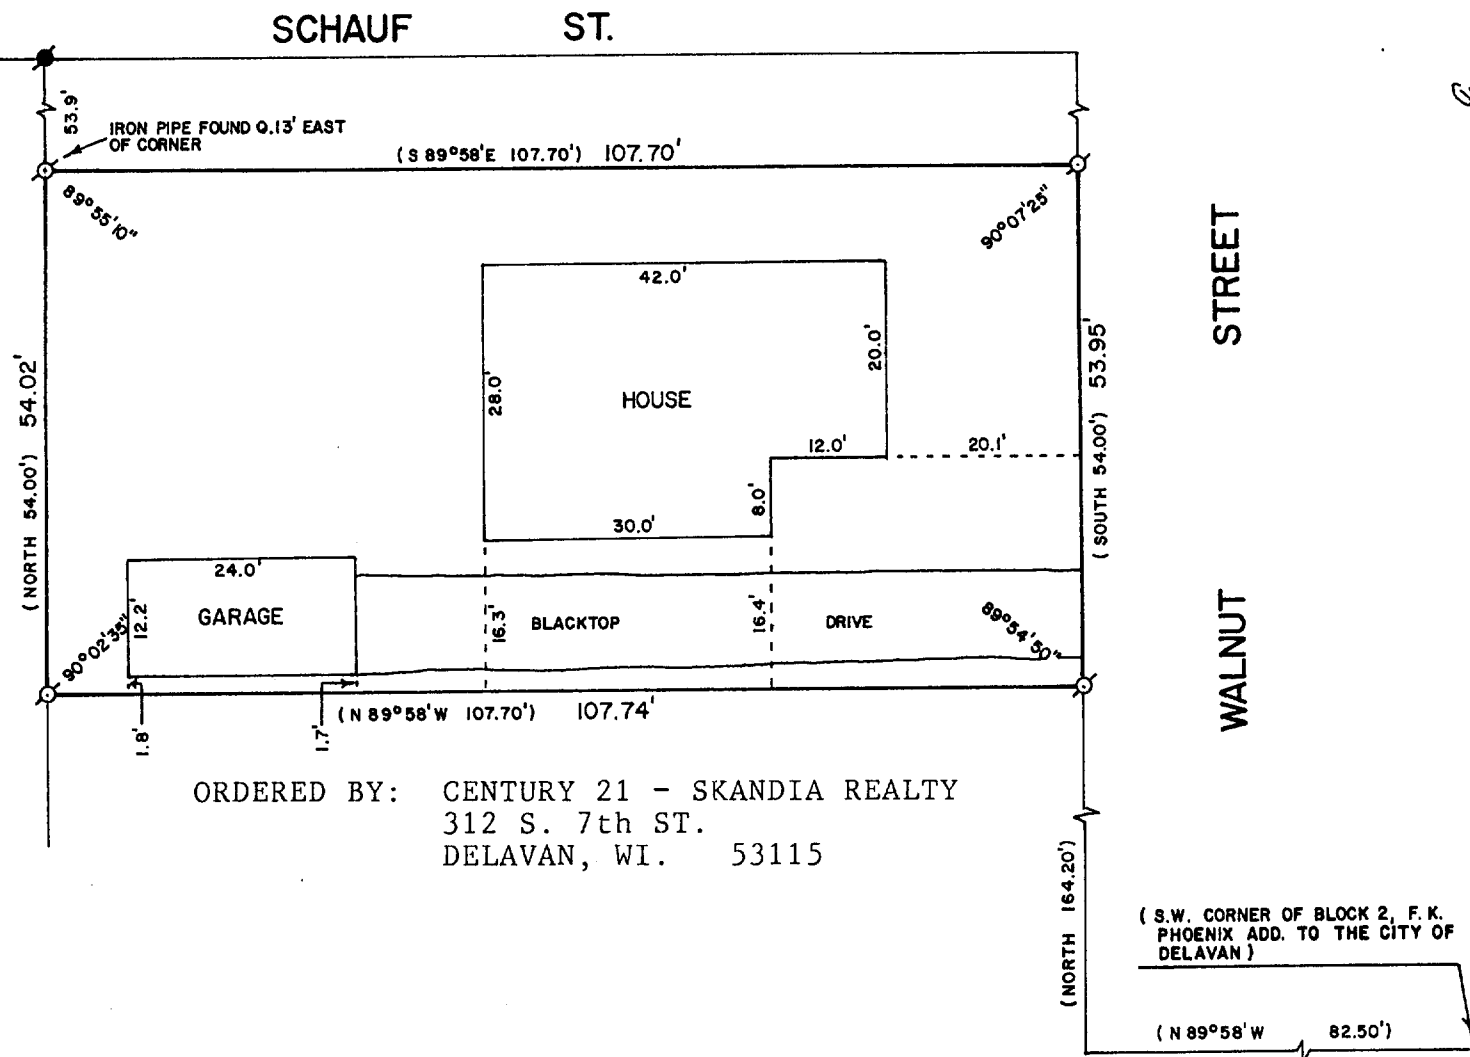 SCHAUF ST.
53.9'
IRON PIPE FOUND 0.13' EAST
OF CORNER
(S 89°58'E 107.70') 107.70'
89°55'10"
90°07'25"
42.0'
20.0'
28.0'
HOUSE
12.0'
20.1'
8.0'
30.0'
(NORTH 54.00') 54.02'
(SOUTH 54.00') 53.95'
STREET
WALNUT
24.0'
12.2'
GARAGE
90°02'35"
16.3'
BLACKTOP
16.4'
DRIVE
89°54'50"
1.8'
1.7'
(N 89°58'W 107.70') 107.74'
ORDERED BY: CENTURY 21 - SKANDIA REALTY
312 S. 7th ST.
DELAVAN, WI. 53115
(NORTH 164.20')
( S.W. CORNER OF BLOCK 2, F. K.
PHOENIX ADD. TO THE CITY OF
DELAVAN )
(N 89°58'W 82.50')